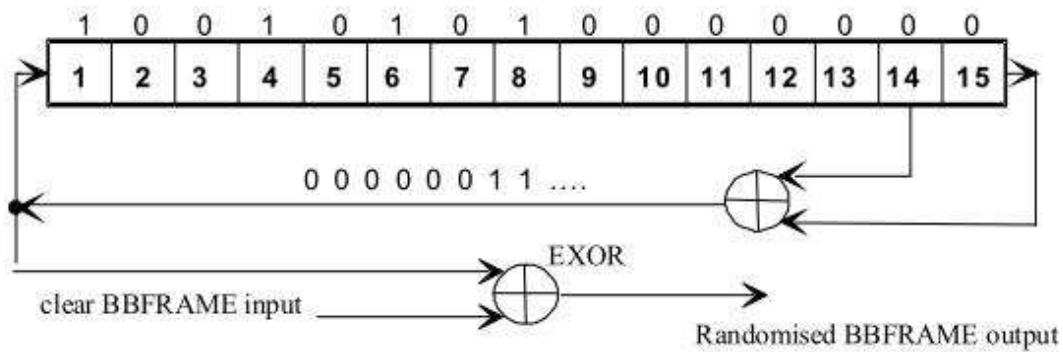 1 0 0 1 0 1 0 1 0 0 0 0 0 0 0
1 2 3 4 5 6 7 8 9 10 11 12 13 14 15
0 0 0 0 0 0 1 1 ....
EXOR
clear BBFRAME input
Randomised BBFRAME output